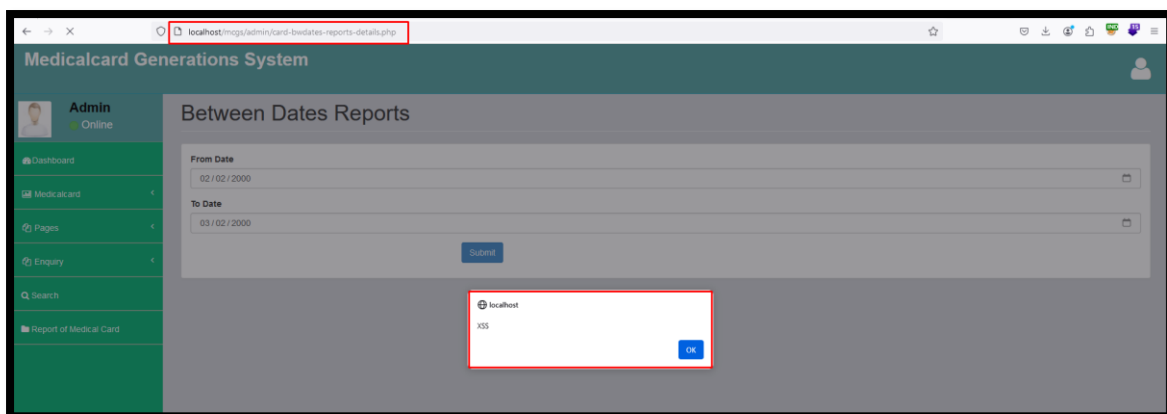 localhost/mcgs/admin/card-bwdates-reports-details.php
Medicalcard Generations System
Admin
Online
Between Dates Reports
Dashboard
Medicalcard
Pages
Enquiry
Search
Report of Medical Card
From Date
02/02/2000
To Date
03/02/2000
Submit
localhost
XSS
OK